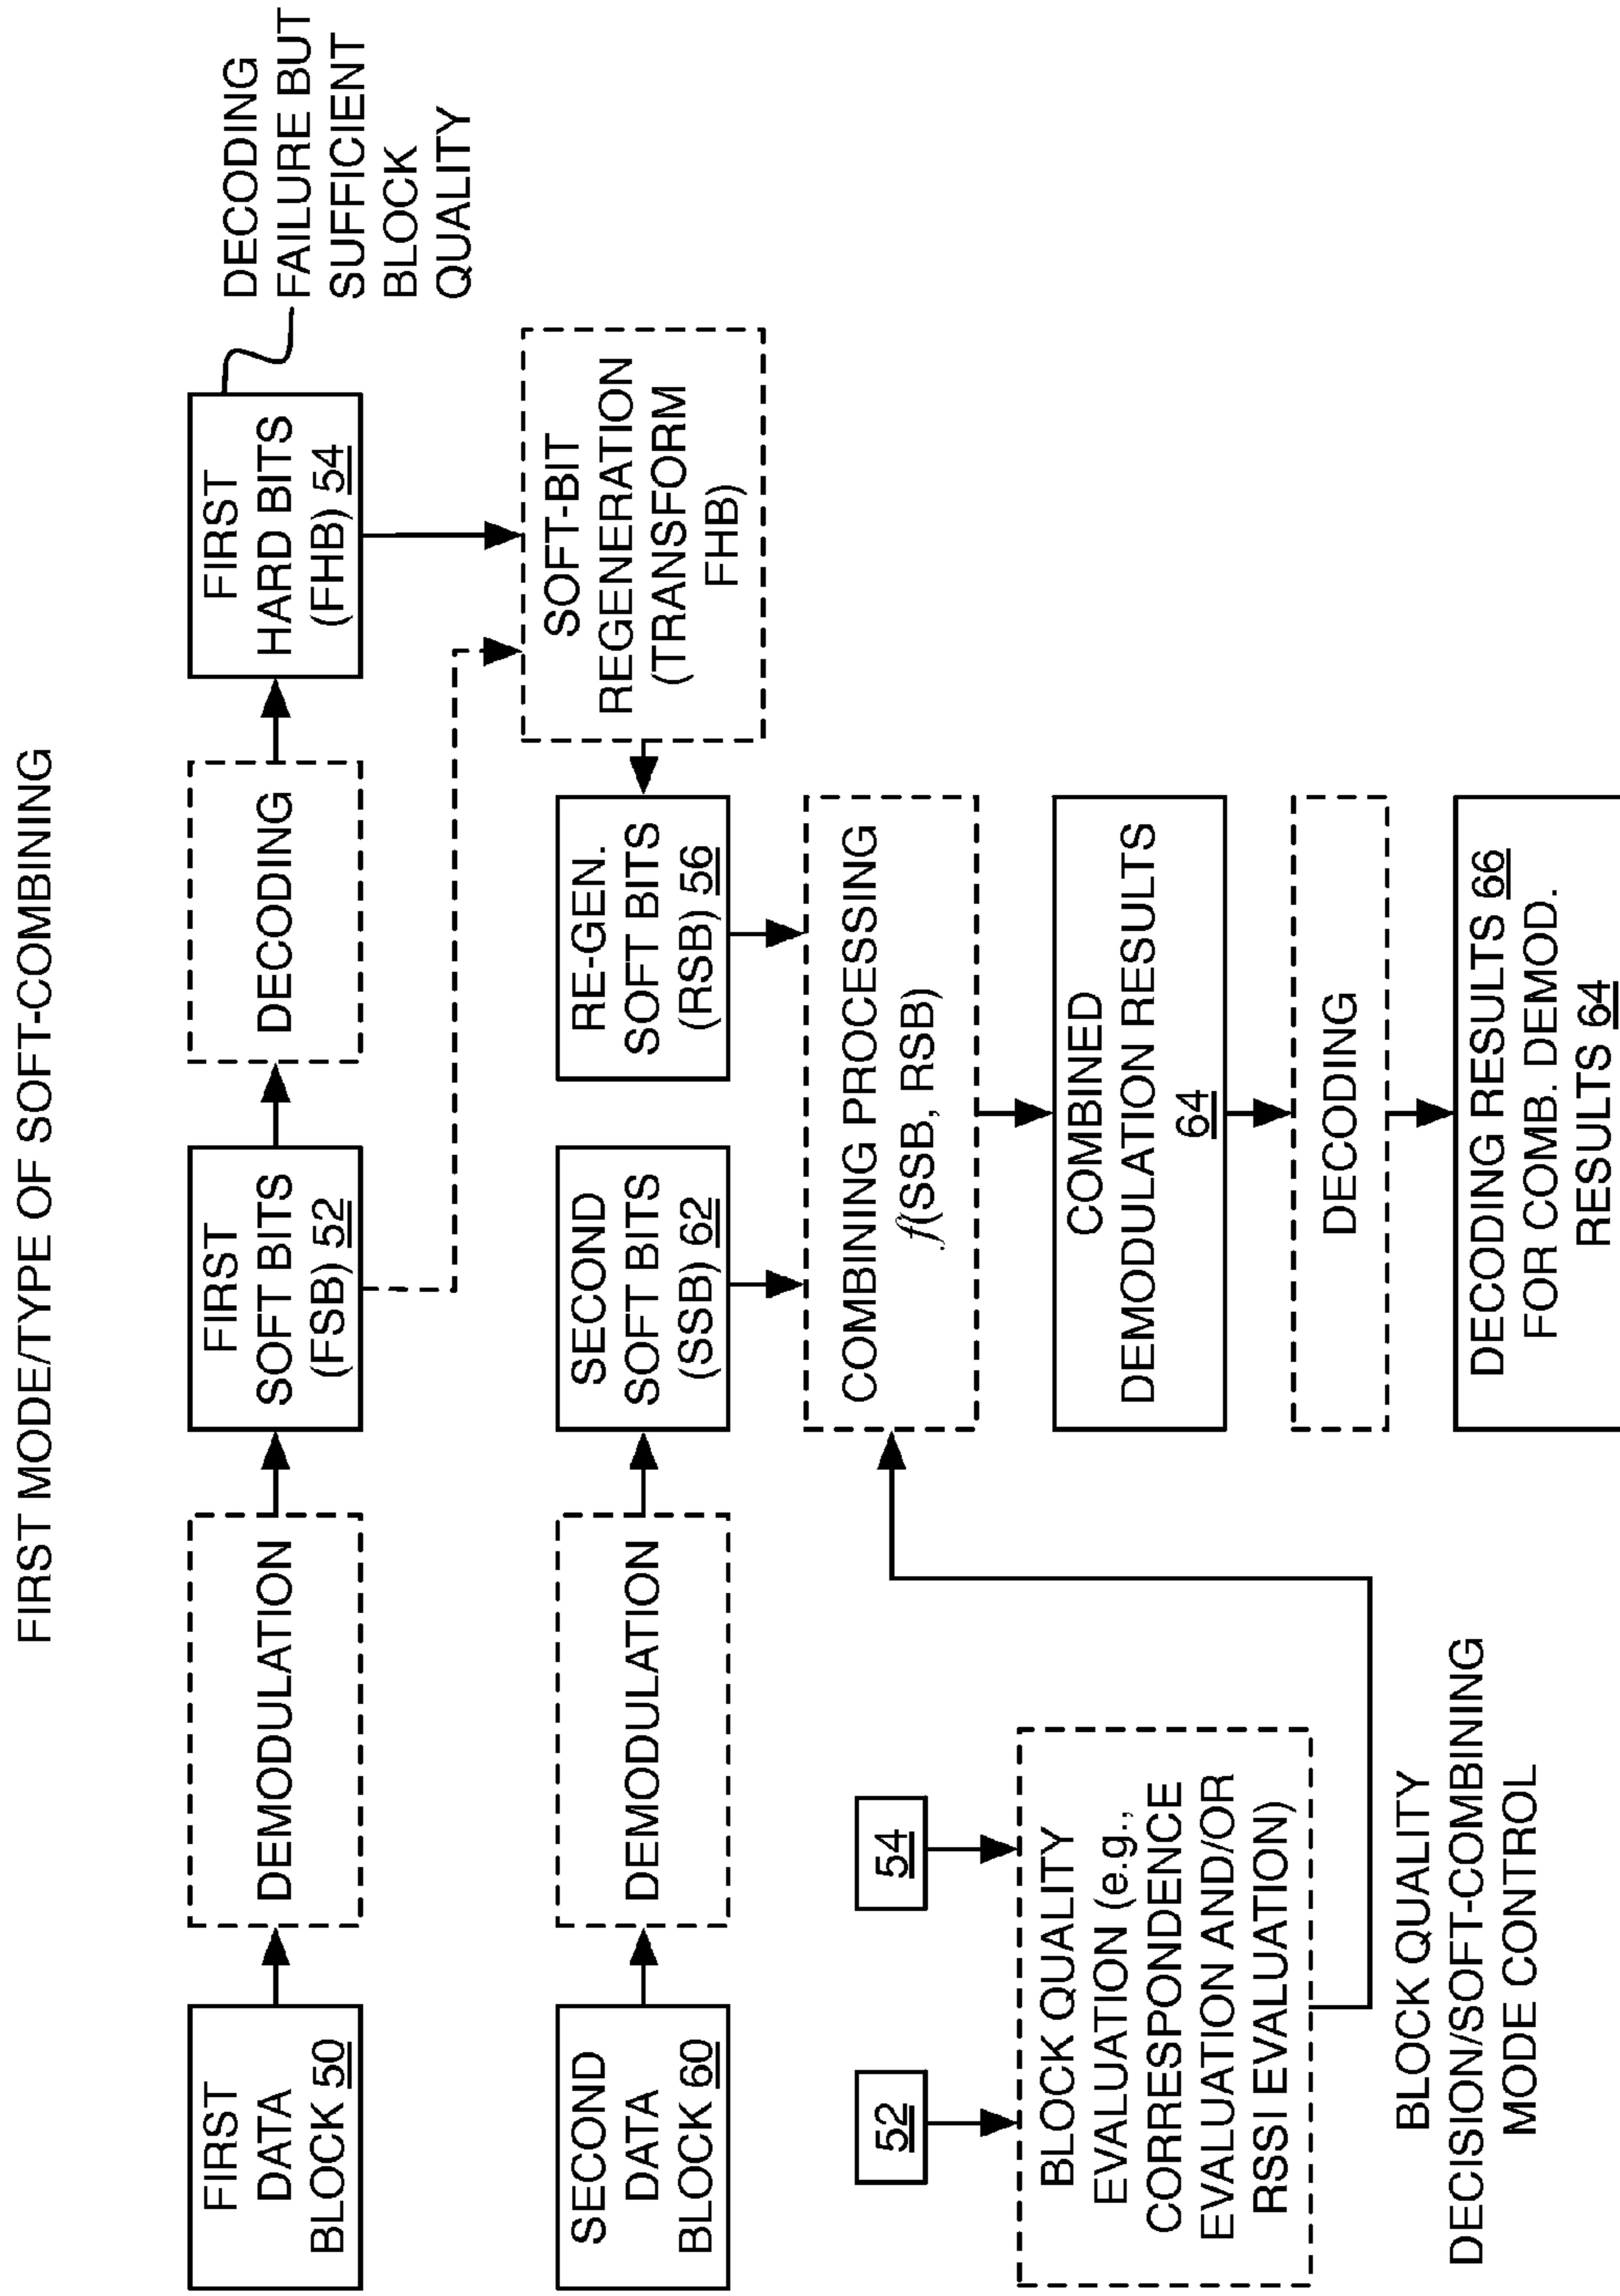 FIRST MODE/TYPE OF SOFT-COMBINING
FIRST
DATA
BLOCK 50
DEMODULATION
FIRST
SOFT BITS
(FSB) 52
DECODING
FIRST
HARD BITS
(FHB) 54
DECODING
FAILURE BUT
SUFFICIENT
BLOCK
QUALITY
SECOND
DATA
BLOCK 60
DEMODULATION
SECOND
SOFT BITS
(SSB) 62
RE-GEN.
SOFT BITS
(RSB) 56
SOFT-BIT
REGENERATION
(TRANSFORM
FHB)
52
54
BLOCK QUALITY
EVALUATION (e.g.,
CORRESPONDENCE
EVALUATION AND/OR
RSSI EVALUATION)
BLOCK QUALITY
DECISION/SOFT-COMBINING
MODE CONTROL
COMBINING PROCESSING
f(SSB, RSB)
COMBINED
DEMODULATION RESULTS
64
DECODING
DECODING RESULTS 66
FOR COMB. DEMOD.
RESULTS 64